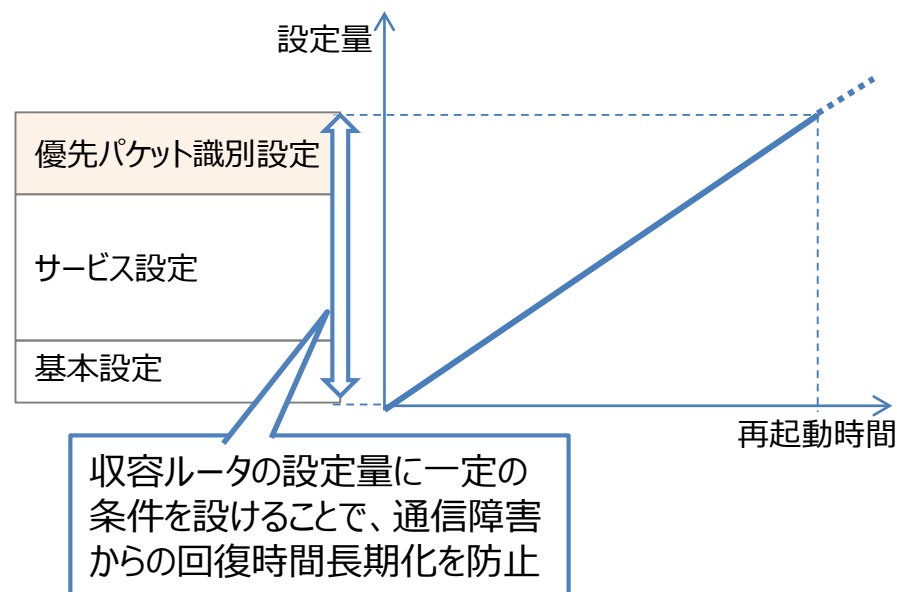 設定量
優先パケット識別設定
サービス設定
基本設定
再起動時間
収容ルータの設定量に一定の
条件を設けることで、通信障害
からの回復時間長期化を防止